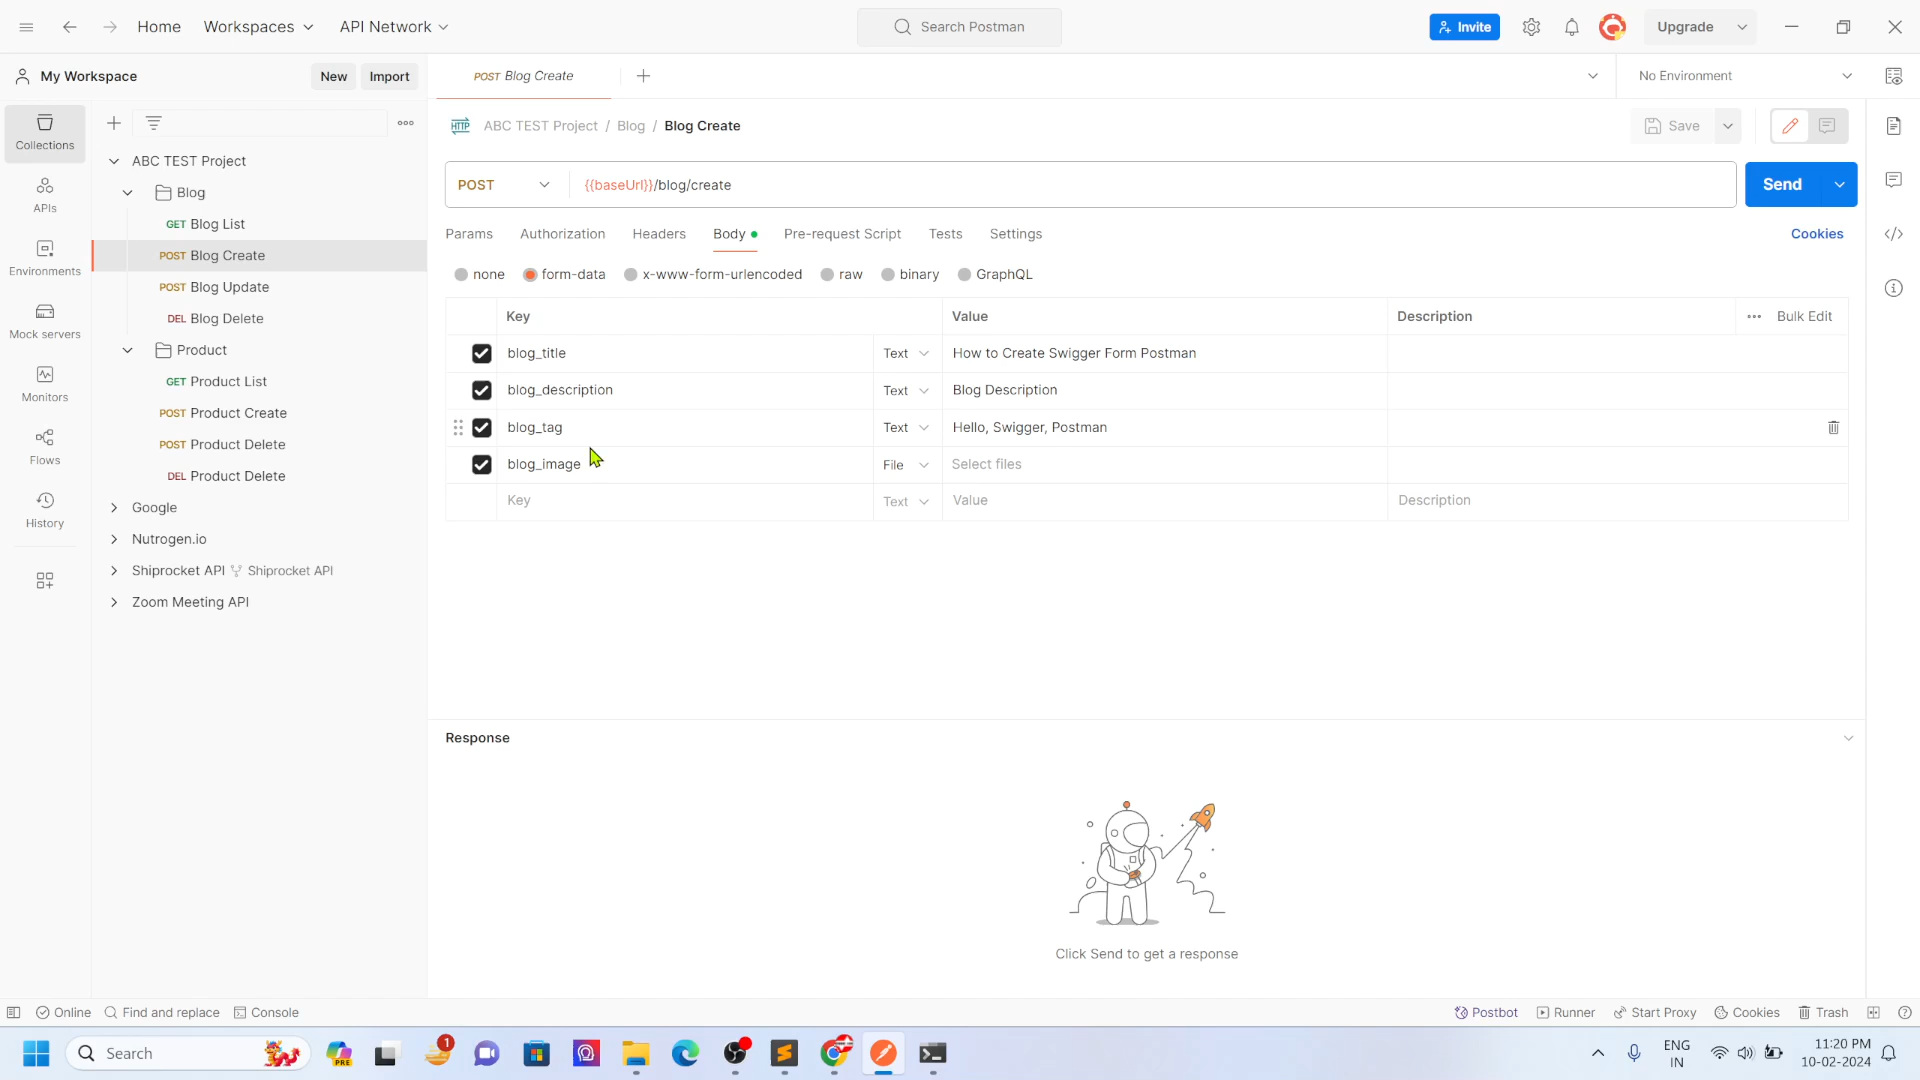 Home Workspaces API Network Search Postman Invite Upgrade
My Workspace New Import POST Blog Create No Environment
Collections
APIs
Environments
Mock servers
Monitors
Flows
History
ABC TEST Project
Blog
GET Blog List
POST Blog Create
POST Blog Update
DEL Blog Delete
Product
GET Product List
POST Product Create
POST Product Delete
DEL Product Delete
Google
Nutrogen.io
Shiprocket API Shiprocket API
Zoom Meeting API
HTTP ABC TEST Project / Blog / Blog Create Save
POST {{baseUrl}}/blog/create Send
Params Authorization Headers Body Pre-request Script Tests Settings Cookies
none form-data x-www-form-urlencoded raw binary GraphQL
Key Value Description Bulk Edit
blog_title Text How to Create Swigger Form Postman
blog_description Text Blog Description
blog_tag Text Hello, Swigger, Postman
blog_image File Select files
Key Text Value Description
Response
Click Send to get a response
Online Find and replace Console Postbot Runner Start Proxy Cookies Trash
Search PRE 1 ENG 11:20 PM
IN 10-02-2024